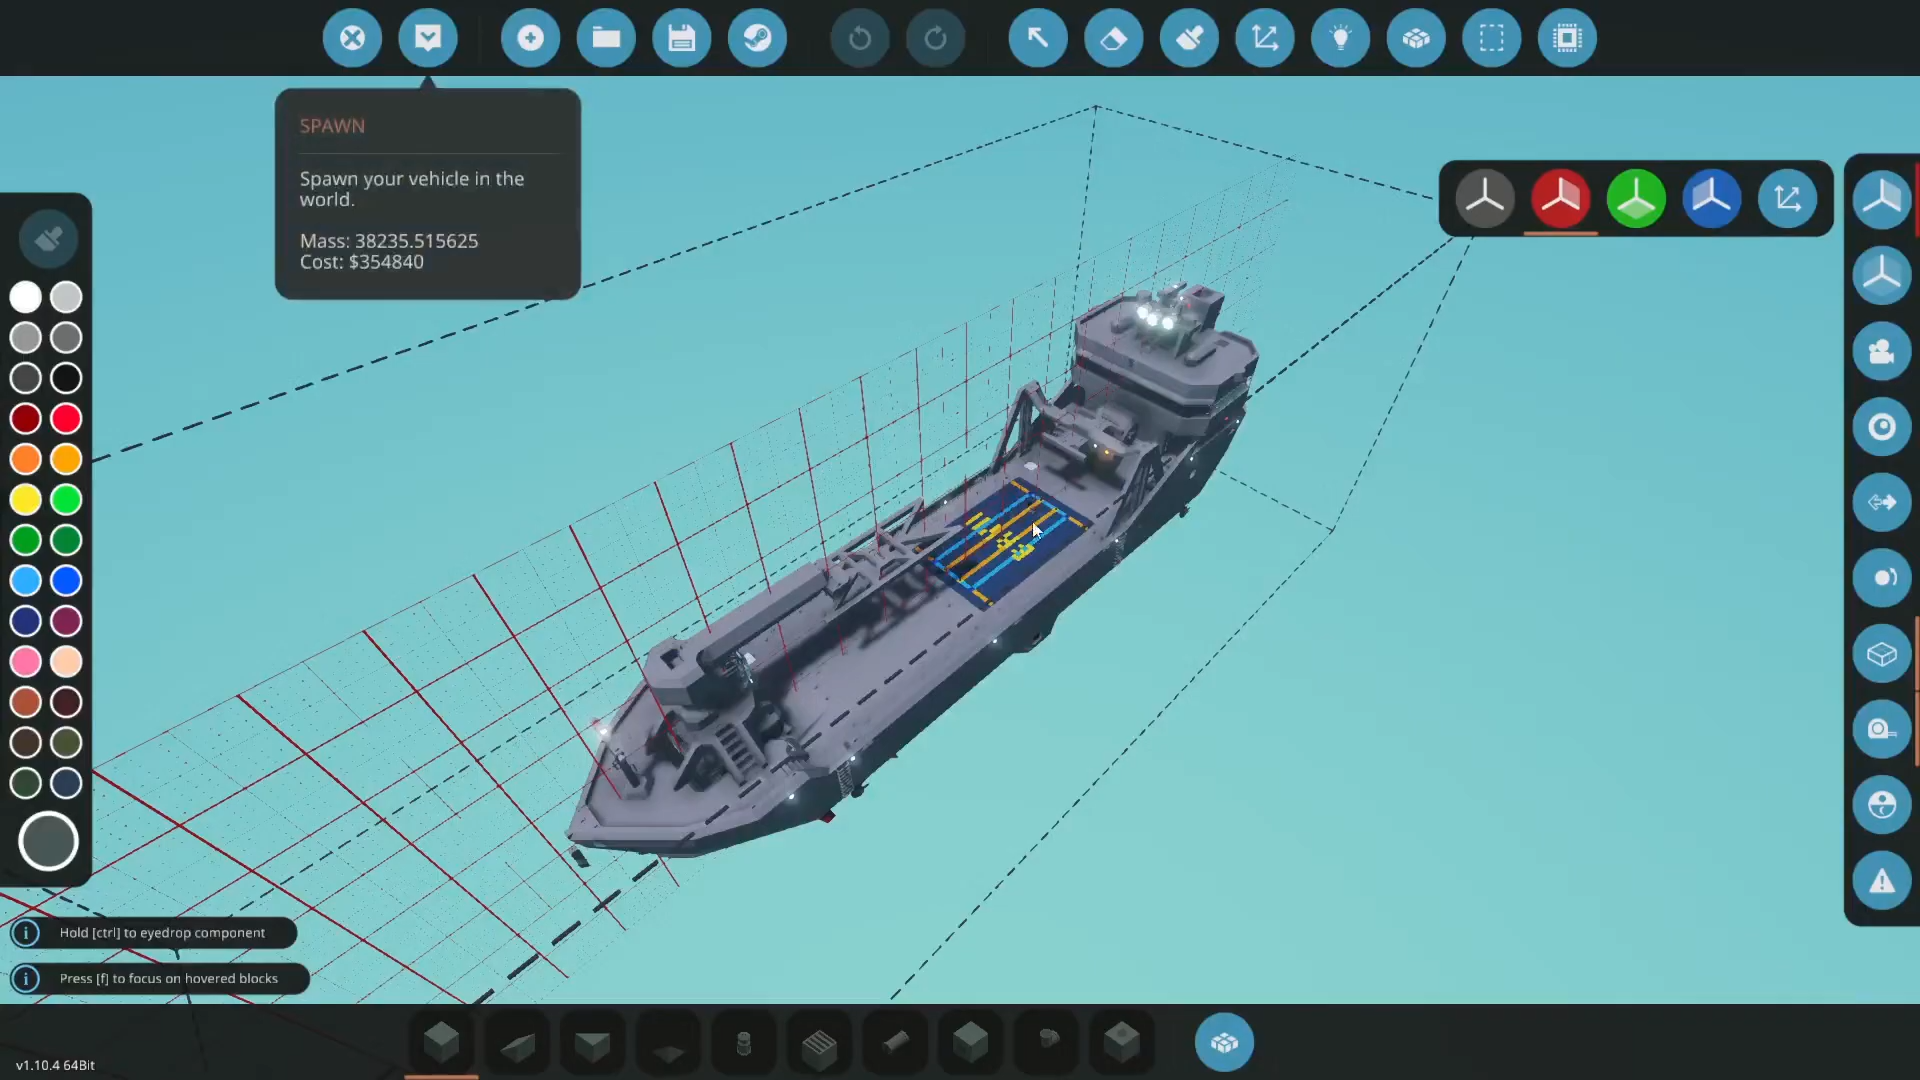 SPAWN
Spawn your vehicle in the
world.
Mass: 38235.515625
Cost: $354840
Hold [ctrl] to eyedrop component
Press [f] to focus on hovered blocks
v1.10.4 64Bit